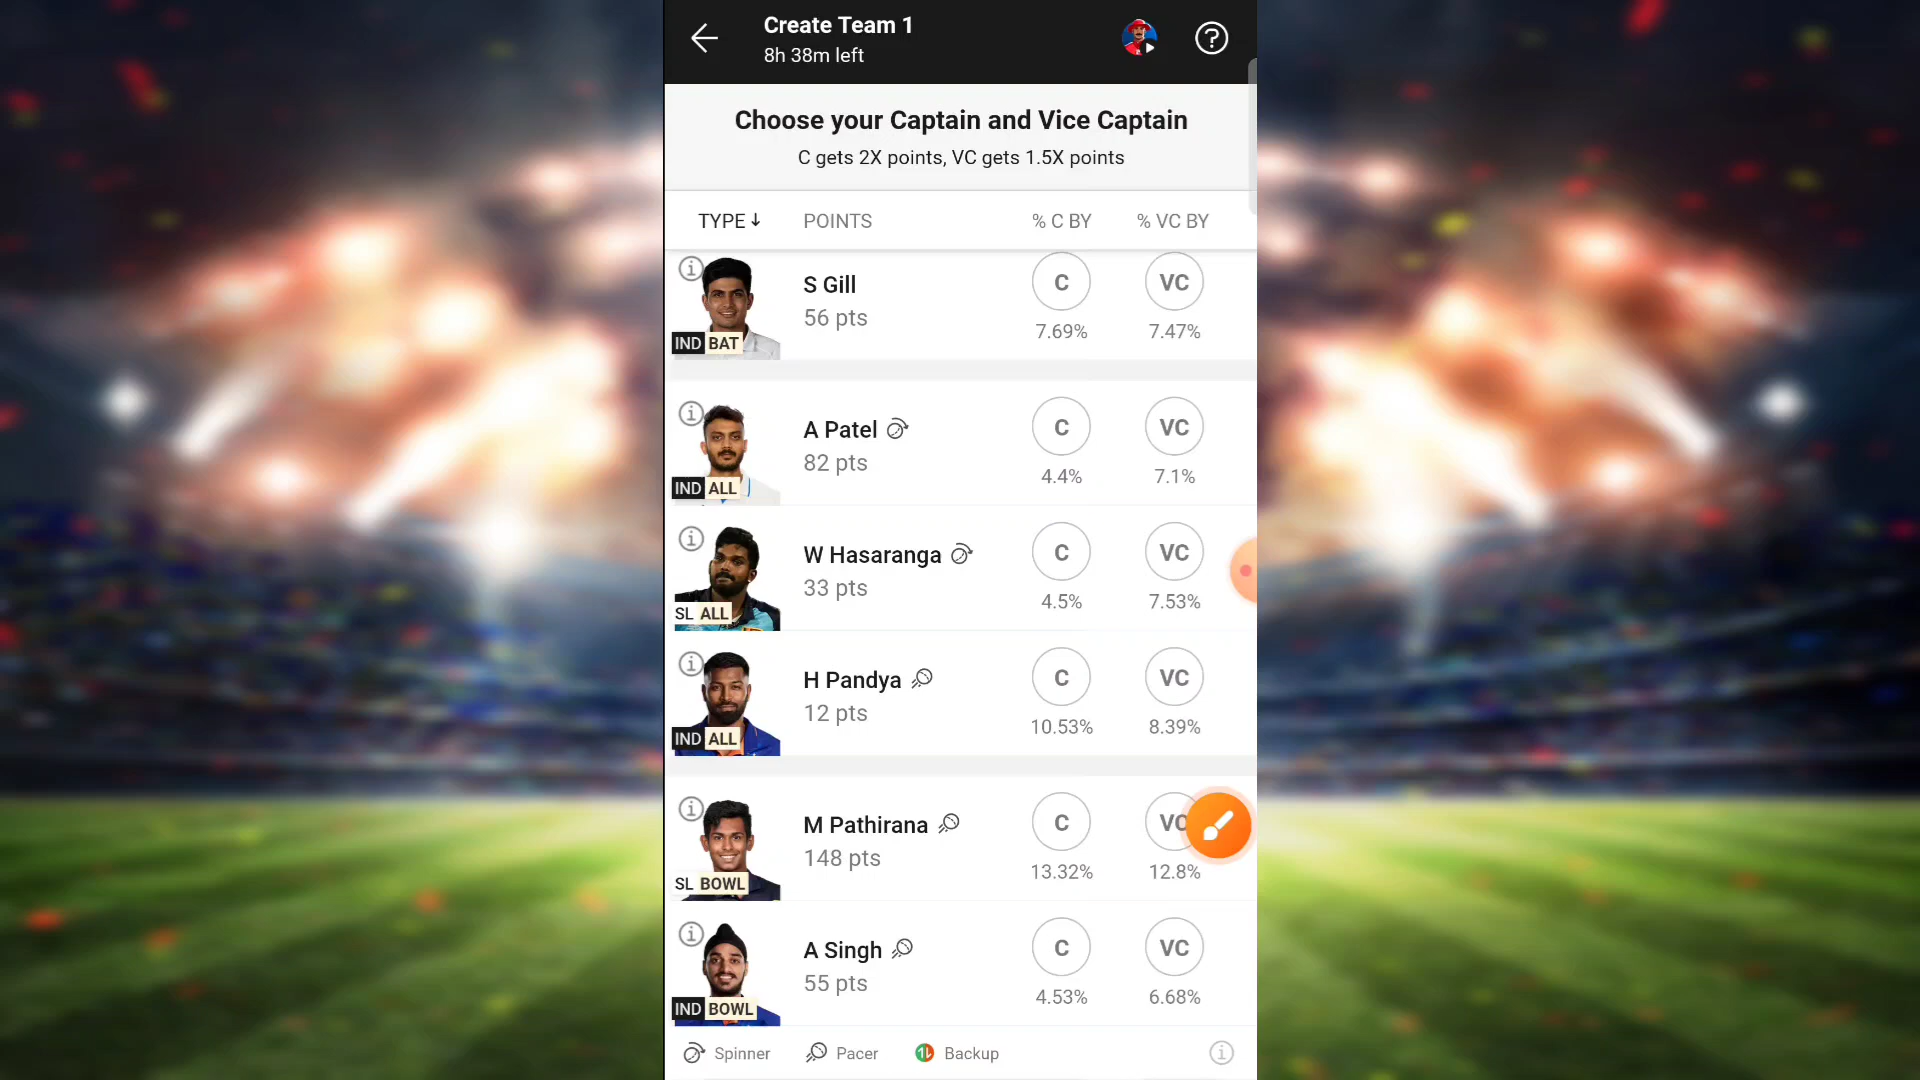 Create Team 1
8h 38m left
Choose your Captain and Vice Captain
C gets 2X points, VC gets 1.5X points
TYPE↓ POINTS % C BY % VC BY
S Gill C VC
56 pts 7.69% 7.47%
IND BAT
A Patel C VC
82 pts 4.4% 7.1%
IND ALL
W Hasaranga C VC
33 pts 4.5% 7.53%
SL ALL
H Pandya C VC
12 pts 10.53% 8.39%
IND ALL
M Pathirana C VC
148 pts 13.32% 12.8%
SL BOWL
A Singh C VC
55 pts 4.53% 6.68%
IND BOWL
Spinner Pacer Backup